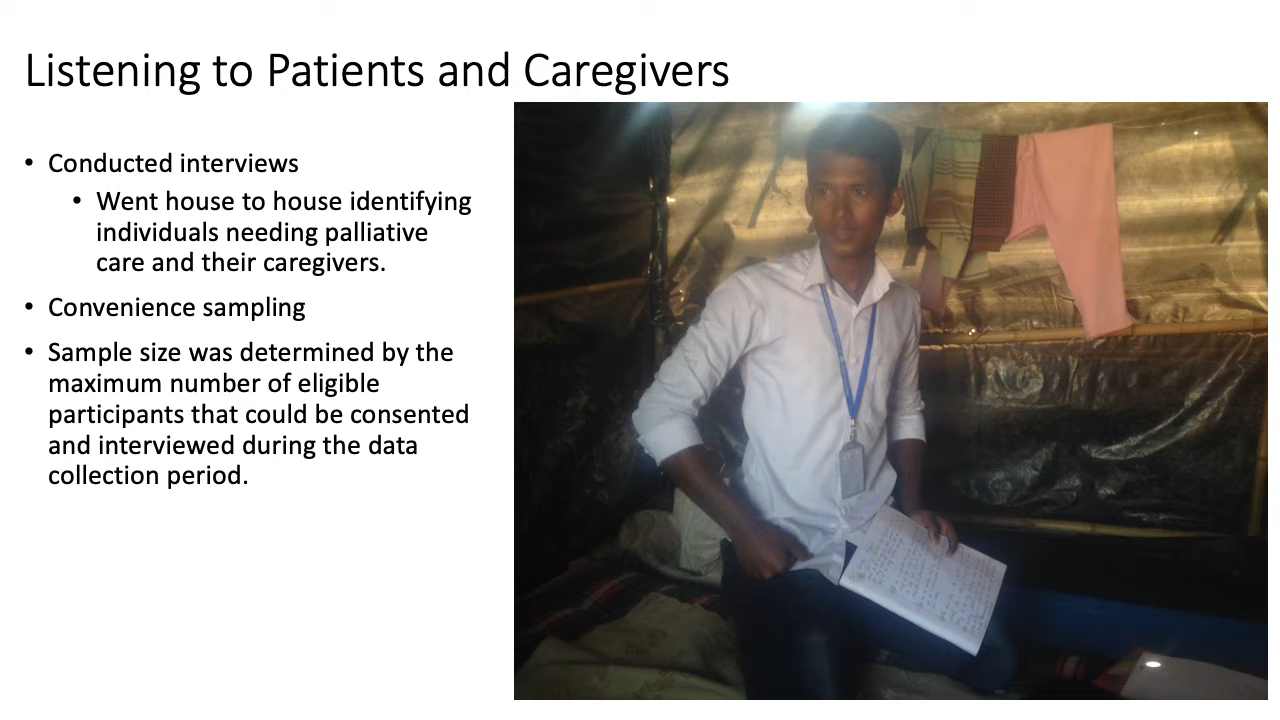 Listening to Patients and Caregivers
• Conducted interviews
• Went house to house identifying
individuals needing palliative
care and their caregivers.
• Convenience sampling
• Sample size was determined by the
maximum number of eligible
participants that could be consented
and interviewed during the data
collection period.